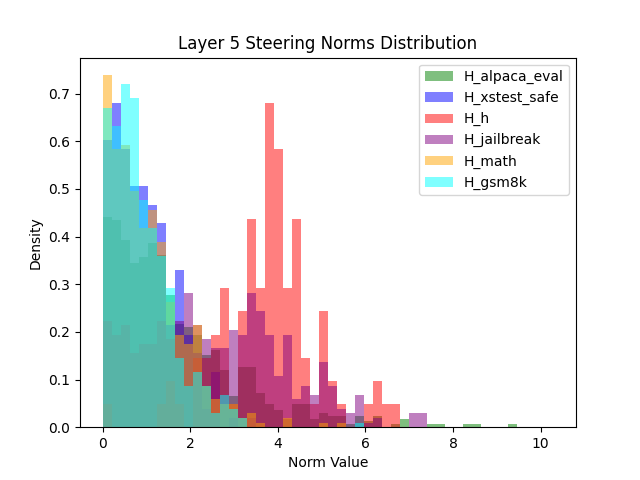 Layer 5 Steering Norms Distribution
H_alpaca_eval
H_xstest_safe
H_h
H_jailbreak
H_math
H_gsm8k
Density
0.7
0.6
0.5
0.4
0.3
0.2
0.1
0.0
0 2 4 6 8 10
Norm Value